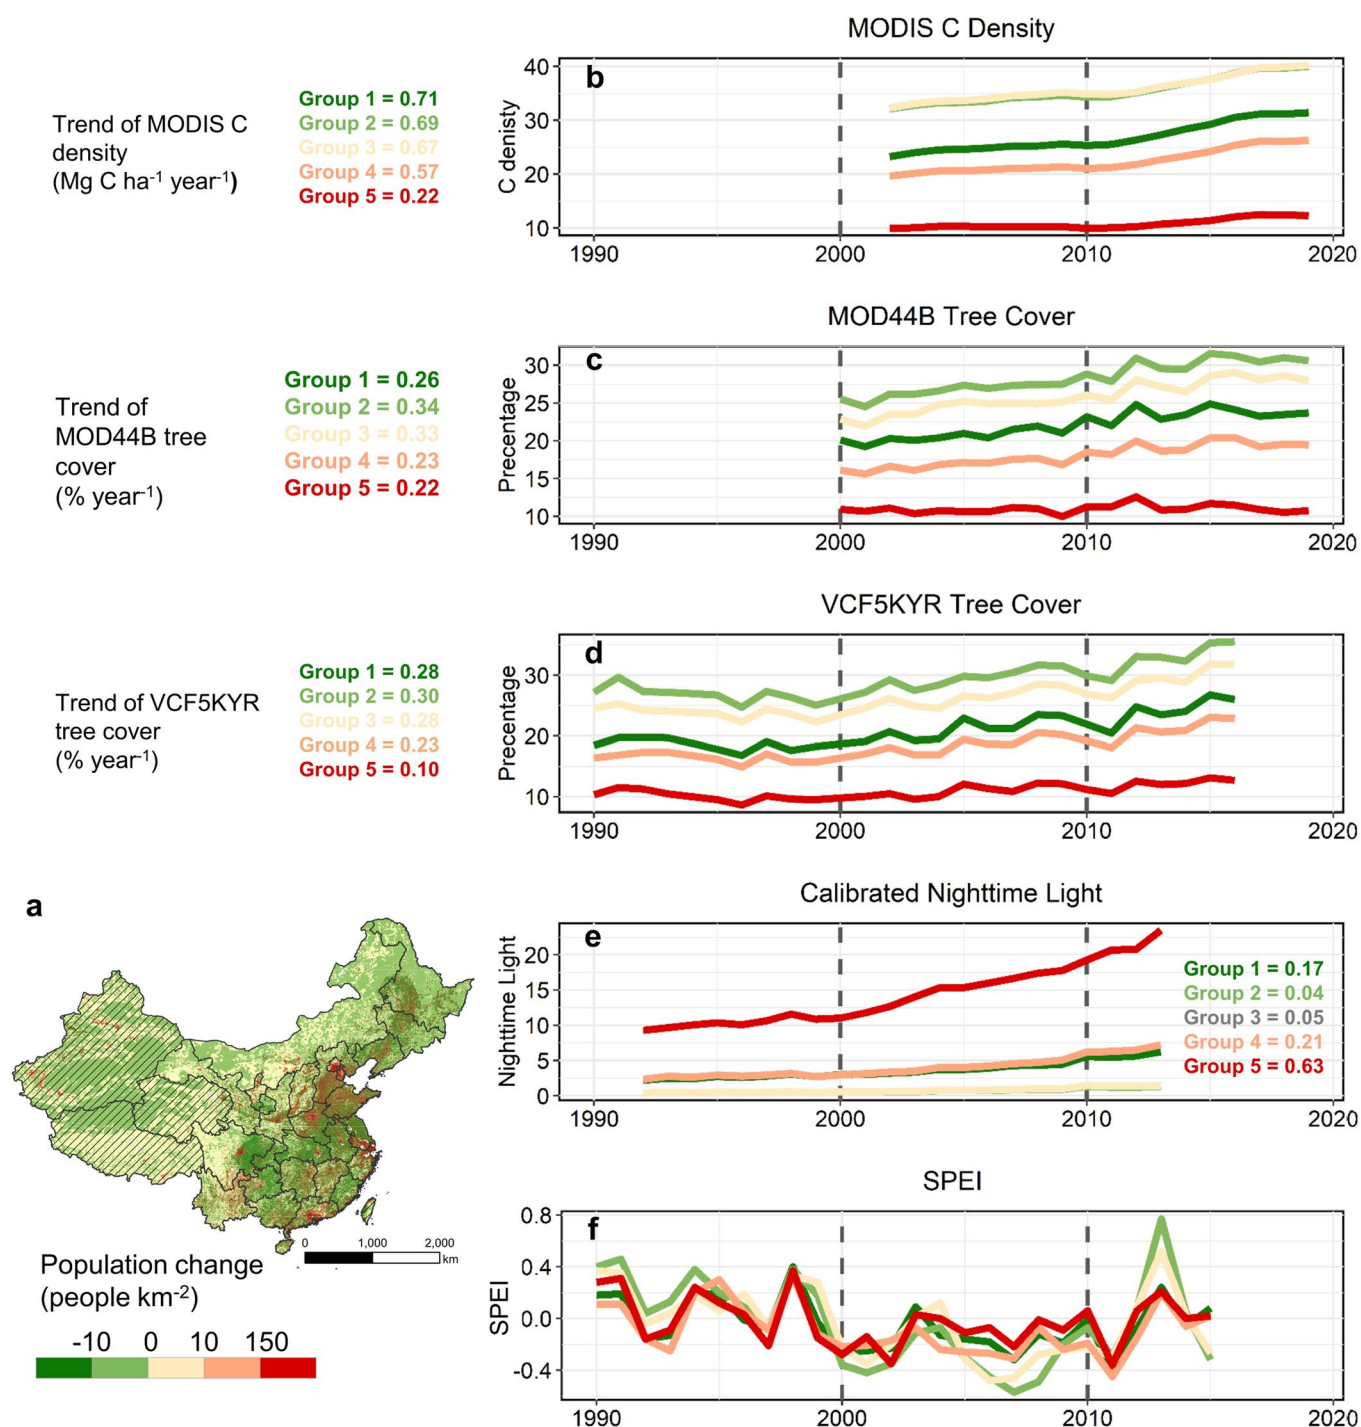 MODIS C Density
Trend of MODIS C
density
(Mg C ha-1 year-1)
Group 1 = 0.71
Group 2 = 0.69
Group 3 = 0.67
Group 4 = 0.57
Group 5 = 0.22
b
C denisty
40
30
20
10
1990 2000 2010 2020
MOD44B Tree Cover
Trend of
MOD44B tree
cover
(% year-1)
Group 1 = 0.26
Group 2 = 0.34
Group 3 = 0.33
Group 4 = 0.23
Group 5 = 0.22
c
Precentage
30
25
20
15
10
1990 2000 2010 2020
VCF5KYR Tree Cover
Trend of VCF5KYR
tree cover
(% year-1)
Group 1 = 0.28
Group 2 = 0.30
Group 3 = 0.28
Group 4 = 0.23
Group 5 = 0.10
d
Precentage
30
20
10
1990 2000 2010 2020
a
0 1,000 2,000
km
Population change
(people km-2)
-10 0 10 150
Calibrated Nighttime Light
e
Nighttime Light
20
15
10
5
0
Group 1 = 0.17
Group 2 = 0.04
Group 3 = 0.05
Group 4 = 0.21
Group 5 = 0.63
1990 2000 2010 2020
SPEI
f
SPEI
0.8
0.4
0.0
-0.4
1990 2000 2010 2020